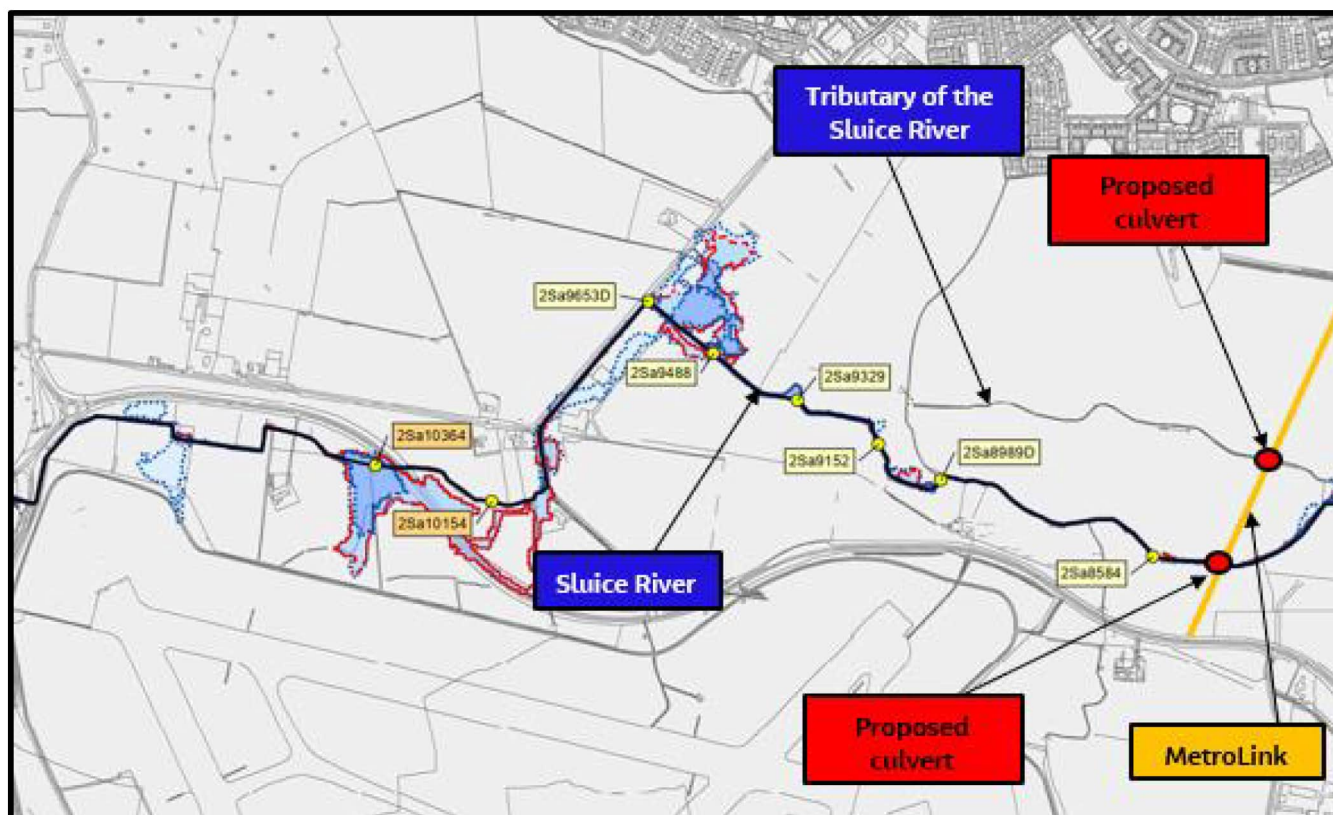 Tributary of the
Sluice River
Proposed
culvert
2Sa9653D
2Sa9488
2Sa9329
2Sa10364
2Sa9152
2Sa8989D
2Sa10154
Sluice River
2Sa8584
Proposed
culvert
MetroLink